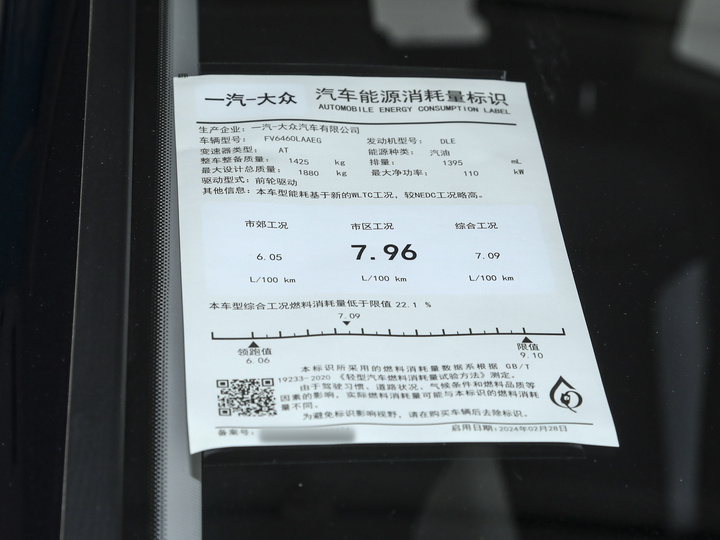 一汽-大众 汽车能源消耗量标识
AUTOMOBILE ENERGY CONSUMPTION LABEL
生产企业: 一汽-大众汽车有限公司
车辆型号: FV6460LAAEG 发动机型号: DLE
变速器类型: AT 能源种类: 汽油
整车整备质量: 1425 kg 排量: 1395 mL
最大设计总质量: 1880 kg 最大净功率: 110 kW
驱动型式: 前轮驱动
其他信息: 本车型能耗基于新的WLTC工况, 较NEDC工况略高。
市郊工况 市区工况 综合工况
6.05 7.96 7.09
L/100 km L/100 km L/100 km
本车型综合工况燃料消耗量低于限值 22.1 %
7.09
领跑值 限值
6.06 9.10
本标识所采用的燃料消耗量数据系根据 GB/T
19233-2020 《轻型汽车燃料消耗量试验方法》测定。
由于驾驶习惯、道路状况、气候条件和燃料品质等
因素的影响, 实际燃料消耗量可能与本标识的燃料消耗
量不同。
为避免标识影响视野, 请在购买车辆后去除标识。
备案号: 启用日期: 2024年02月28日